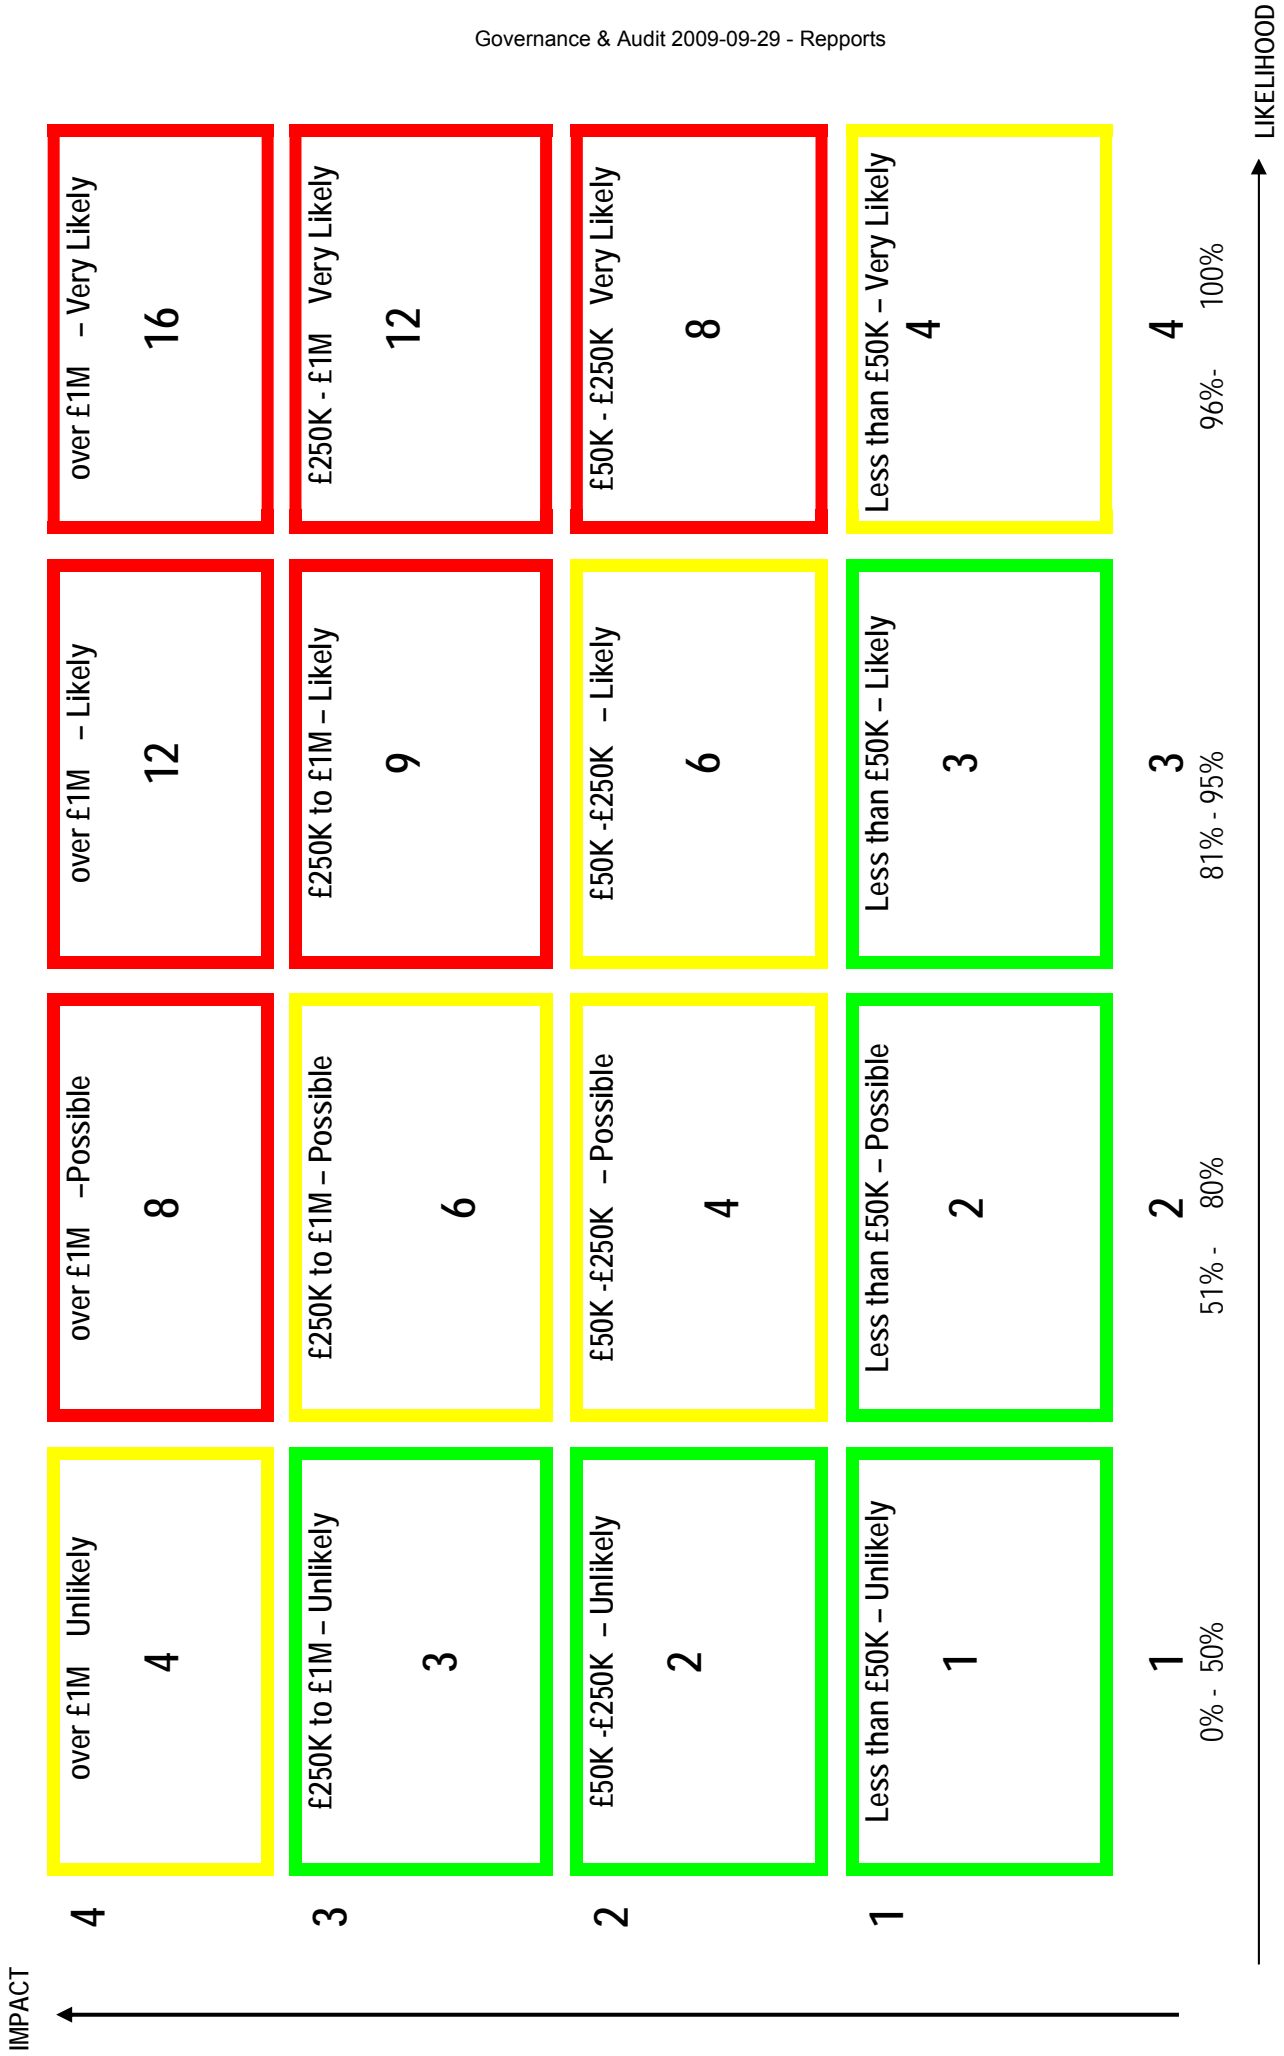 Governance & Audit 2009-09-29 - Repports
IMPACT
4
over £1M Unlikely
4
over £1M –Possible
8
over £1M – Likely
12
over £1M – Very Likely
16
3
£250K to £1M – Unlikely
3
£250K to £1M – Possible
6
£250K to £1M – Likely
9
£250K - £1M Very Likely
12
2
£50K -£250K – Unlikely
2
£50K -£250K – Possible
4
£50K -£250K – Likely
6
£50K - £250K Very Likely
8
1
Less than £50K – Unlikely
1
Less than £50K – Possible
2
Less than £50K – Likely
3
Less than £50K – Very Likely
4
1
2
3
4
0% - 50%
51% - 80%
81% - 95%
96%- 100%
LIKELIHOOD